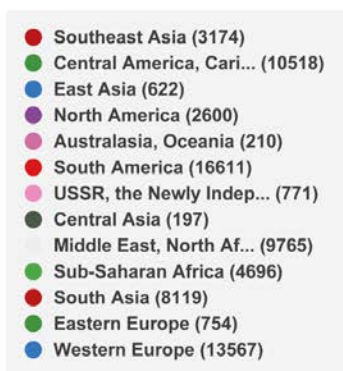 Southeast Asia (3174)
Central America, Cari... (10518)
East Asia (622)
North America (2600)
Australasia, Oceania (210)
South America (16611)
USSR, the Newly Indep... (771)
Central Asia (197)
Middle East, North Af... (9765)
Sub-Saharan Africa (4696)
South Asia (8119)
Eastern Europe (754)
Western Europe (13567)